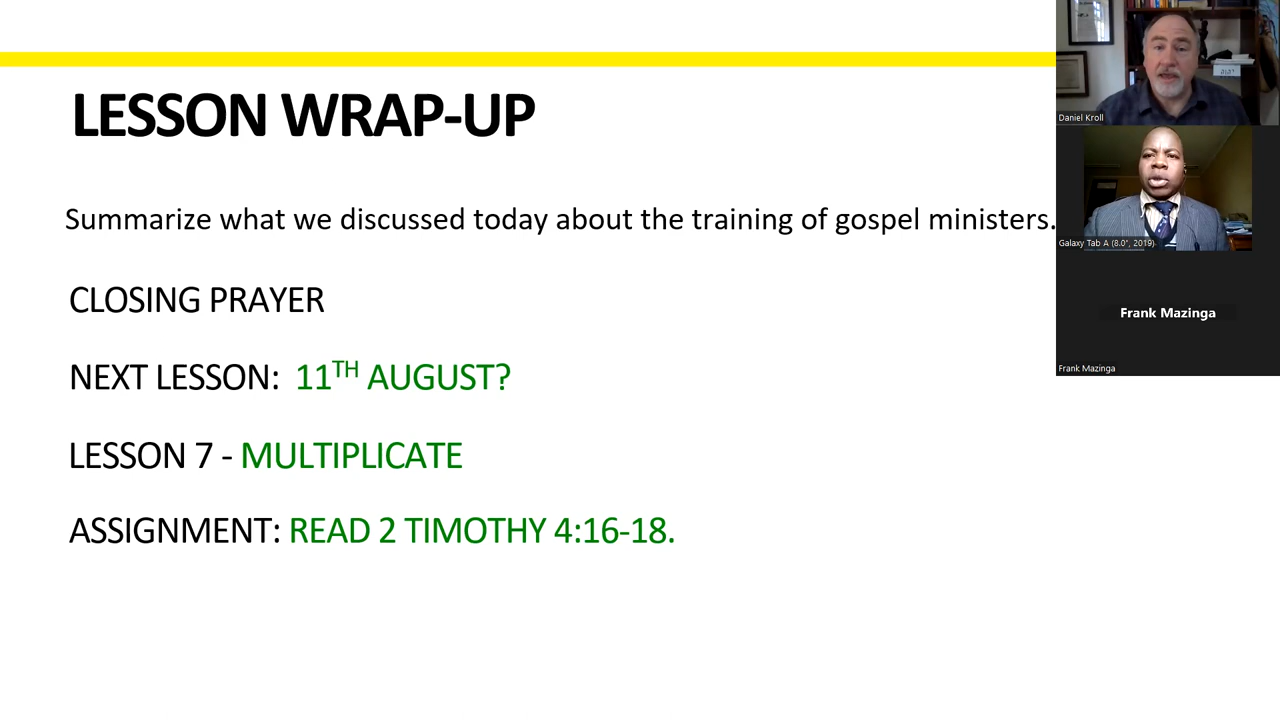 LESSON WRAP-UP
Summarize what we discussed today about the training of gospel ministers.
CLOSING PRAYER
NEXT LESSON: 11TH AUGUST?
LESSON 7 - MULTIPLICATE
ASSIGNMENT: READ 2 TIMOTHY 4:16-18.
Daniel Kroll
Galaxy Tab A (8.0", 2019)
Frank Mazinga
Frank Mazinga